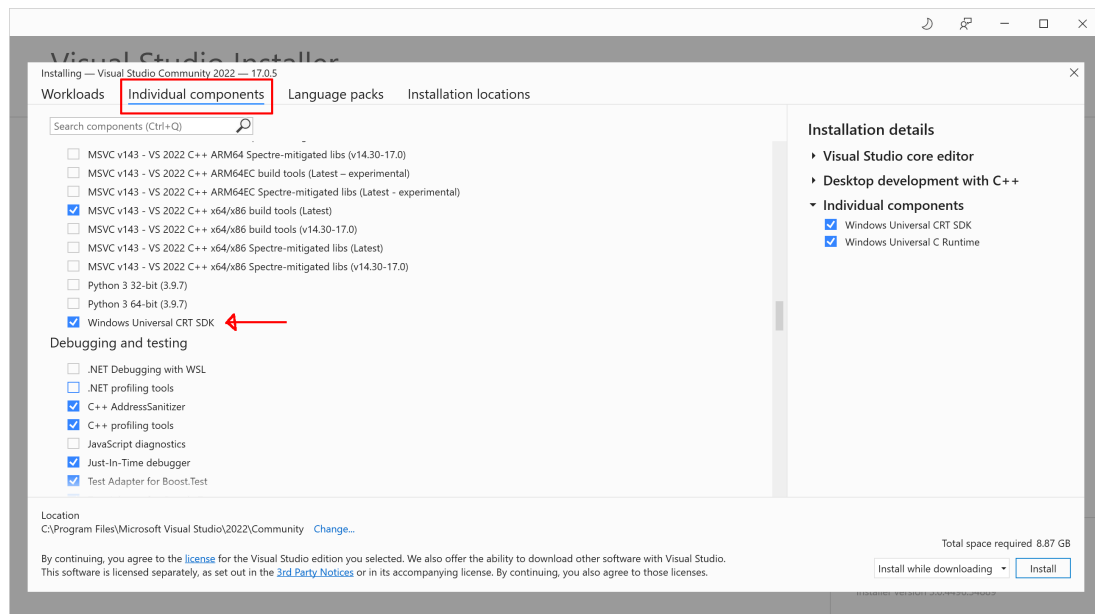 Visual Studio Installer
Installing — Visual Studio Community 2022 — 17.0.5
Workloads Individual components Language packs Installation locations
Search components (Ctrl+Q)
MSVC v143 - VS 2022 C++ ARM64 Spectre-mitigated libs (v14.30-17.0)
MSVC v143 - VS 2022 C++ ARM64EC build tools (Latest – experimental)
MSVC v143 - VS 2022 C++ ARM64EC Spectre-mitigated libs (Latest - experimental)
MSVC v143 - VS 2022 C++ x64/x86 build tools (Latest)
MSVC v143 - VS 2022 C++ x64/x86 build tools (v14.30-17.0)
MSVC v143 - VS 2022 C++ x64/x86 Spectre-mitigated libs (Latest)
MSVC v143 - VS 2022 C++ x64/x86 Spectre-mitigated libs (v14.30-17.0)
Python 3 32-bit (3.9.7)
Python 3 64-bit (3.9.7)
Windows Universal CRT SDK
Debugging and testing
.NET Debugging with WSL
.NET profiling tools
C++ AddressSanitizer
C++ profiling tools
JavaScript diagnostics
Just-In-Time debugger
Test Adapter for Boost.Test
Installation details
Visual Studio core editor
Desktop development with C++
Individual components
Windows Universal CRT SDK
Windows Universal C Runtime
Location
C:\Program Files\Microsoft Visual Studio\2022\Community Change...
By continuing, you agree to the license for the Visual Studio edition you selected. We also offer the ability to download other software with Visual Studio.
This software is licensed separately, as set out in the 3rd Party Notices or in its accompanying license. By continuing, you also agree to those licenses.
Total space required 8.87 GB
Install while downloading Install